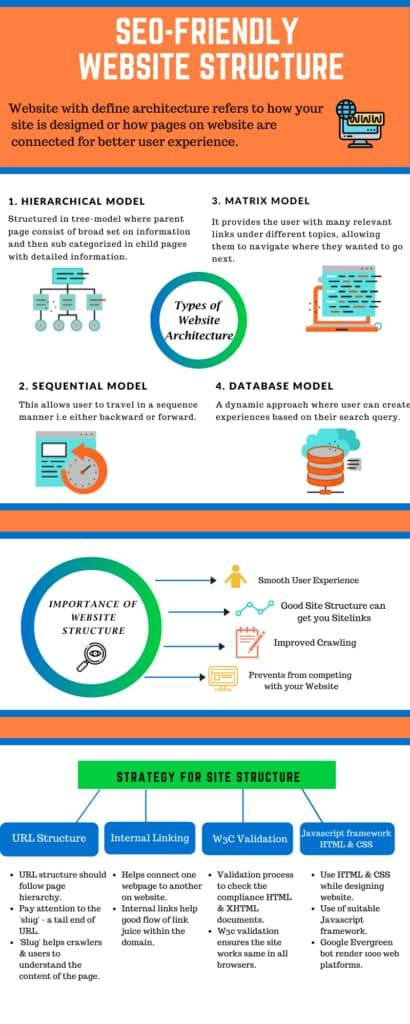 SEO-FRIENDLY
WEBSITE STRUCTURE
Website with define architecture refers to how your
site is designed or how pages on website are
connected for better user experience.
WWW
1. HIERARCHICAL MODEL
Structured in tree-model where parent
page consist of broad set on information
and then sub categorized in child pages
with detailed information.
3. MATRIX MODEL
It provides the user with many relevant
links under different topics, allowing
them to navigate where they wanted to go
next.
Types of
Website
Architecture
2. SEQUENTIAL MODEL
This allows user to travel in a sequence
manner i.e either backward or forward.
4. DATABASE MODEL
A dynamic approach where user can create
experiences based on their search query.
IMPORTANCE OF
WEBSITE
STRUCTURE
Smooth User Experience
Good Site Structure can
get you Sitelinks
Improved Crawling
Prevents from competing
with your Website
STRATEGY FOR SITE STRUCTURE
URL Structure
Internal Linking
W3C Validation
Javascript framework
HTML & CSS
• URL structure should
follow page
hierarchy.
• Pay attention to the
'slug' - a tail end of
URL.
• 'Slug' helps crawlers
& users to
understand the
content of the page.
• Helps connect one
webpage to another
on website.
• Internal links help
good flow of link
juice within the
domain.
• Validation process
to check the
compliance HTML
& XHTML
documents.
• W3c validation
ensures the site
works same in all
browsers.
• Use HTML & CSS
while designing
website.
• Use of suitable
Javascript
framework.
• Google Evergreen
bot render 1000 web
platforms.